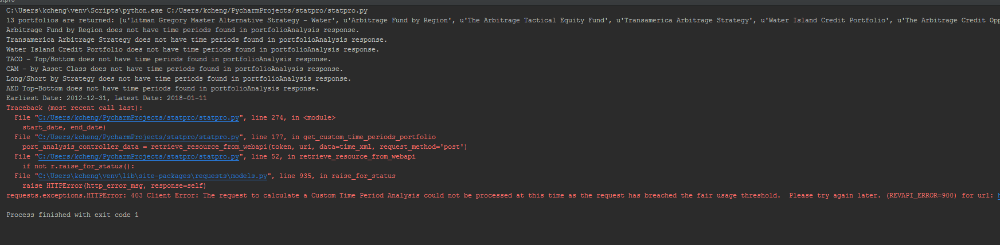 C:\Users\kcheng\venv\Scripts\python.exe C:/Users/kcheng/PycharmProjects/statpro/statpro.py
13 portfolios are returned: [u'Litman Gregory Master Alternative Strategy - Water', u'Arbitrage Fund by Region', u'The Arbitrage Tactical Equity Fund', u'Transamerica Arbitrage Strategy', u'Water Island Credit Portfolio', u'The Arbitrage Credit Opp
Arbitrage Fund by Region does not have time periods found in portfolioAnalysis response.
Transamerica Arbitrage Strategy does not have time periods found in portfolioAnalysis response.
Water Island Credit Portfolio does not have time periods found in portfolioAnalysis response.
TACO - Top/Bottom does not have time periods found in portfolioAnalysis response.
CAM - by Asset Class does not have time periods found in portfolioAnalysis response.
Long/Short by Strategy does not have time periods found in portfolioAnalysis response.
AED Top-Bottom does not have time periods found in portfolioAnalysis response.
Earliest Date: 2012-12-31, Latest Date: 2018-01-11
Traceback (most recent call last):
File "C:/Users/kcheng/PycharmProjects/statpro/statpro.py", line 274, in <module>
start_date, end_date)
File "C:/Users/kcheng/PycharmProjects/statpro/statpro.py", line 177, in get_custom_time_periods_portfolio
port_analysis_controller_data = retrieve_resource_from_webapi(token, uri, data=time_xml, request_method='post')
File "C:/Users/kcheng/PycharmProjects/statpro/statpro.py", line 52, in retrieve_resource_from_webapi
if not r.raise_for_status():
File "C:\Users\kcheng\venv\lib\site-packages\requests\models.py", line 935, in raise_for_status
raise HTTPError(http_error_msg, response=self)
requests.exceptions.HTTPError: 403 Client Error: The request to calculate a Custom Time Period Analysis could not be processed at this time as the request has breached the fair usage threshold.  Please try again later. (REVAPI_ERROR=900) for url: h
Process finished with exit code 1